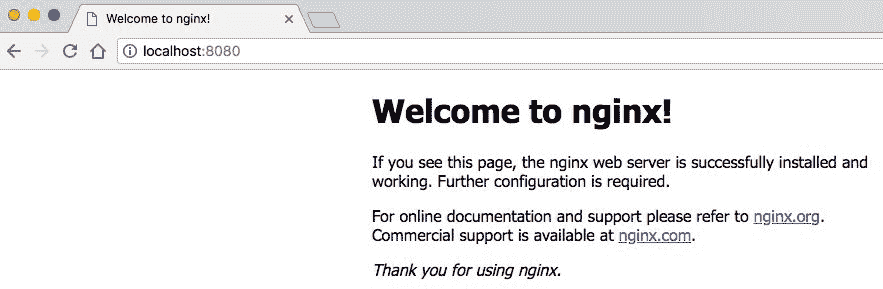 Welcome to nginx!
localhost:8080
Welcome to nginx!
If you see this page, the nginx web server is successfully installed and
working. Further configuration is required.
For online documentation and support please refer to nginx.org.
Commercial support is available at nginx.com.
Thank you for using nginx.